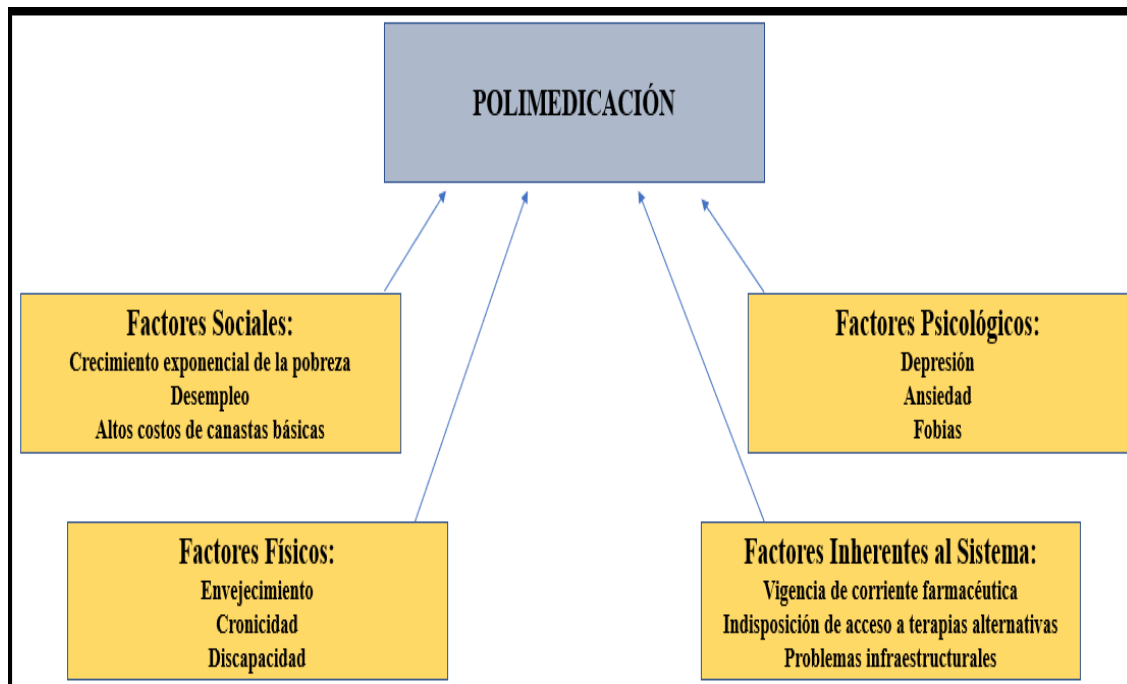 POLIMEDICACIÓN
Factores Sociales:
Crecimiento exponencial de la pobreza
Desempleo
Altos costos de canastas básicas
Factores Psicológicos:
Depresión
Ansiedad
Fobias
Factores Físicos:
Envejecimiento
Cronicidad
Discapacidad
Factores Inherentes al Sistema:
Vigencia de corriente farmacéutica
Indisposición de acceso a terapias alternativas
Problemas infraestructurales